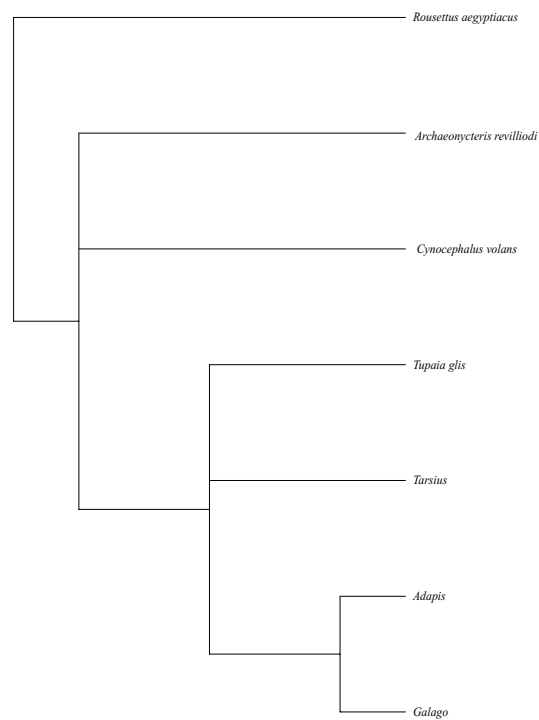 Rousettus aegyptiacus
Archaeonycteris revilliodi
Cynocephalus volans
Tupaia glis
Tarsius
Adapis
Galago